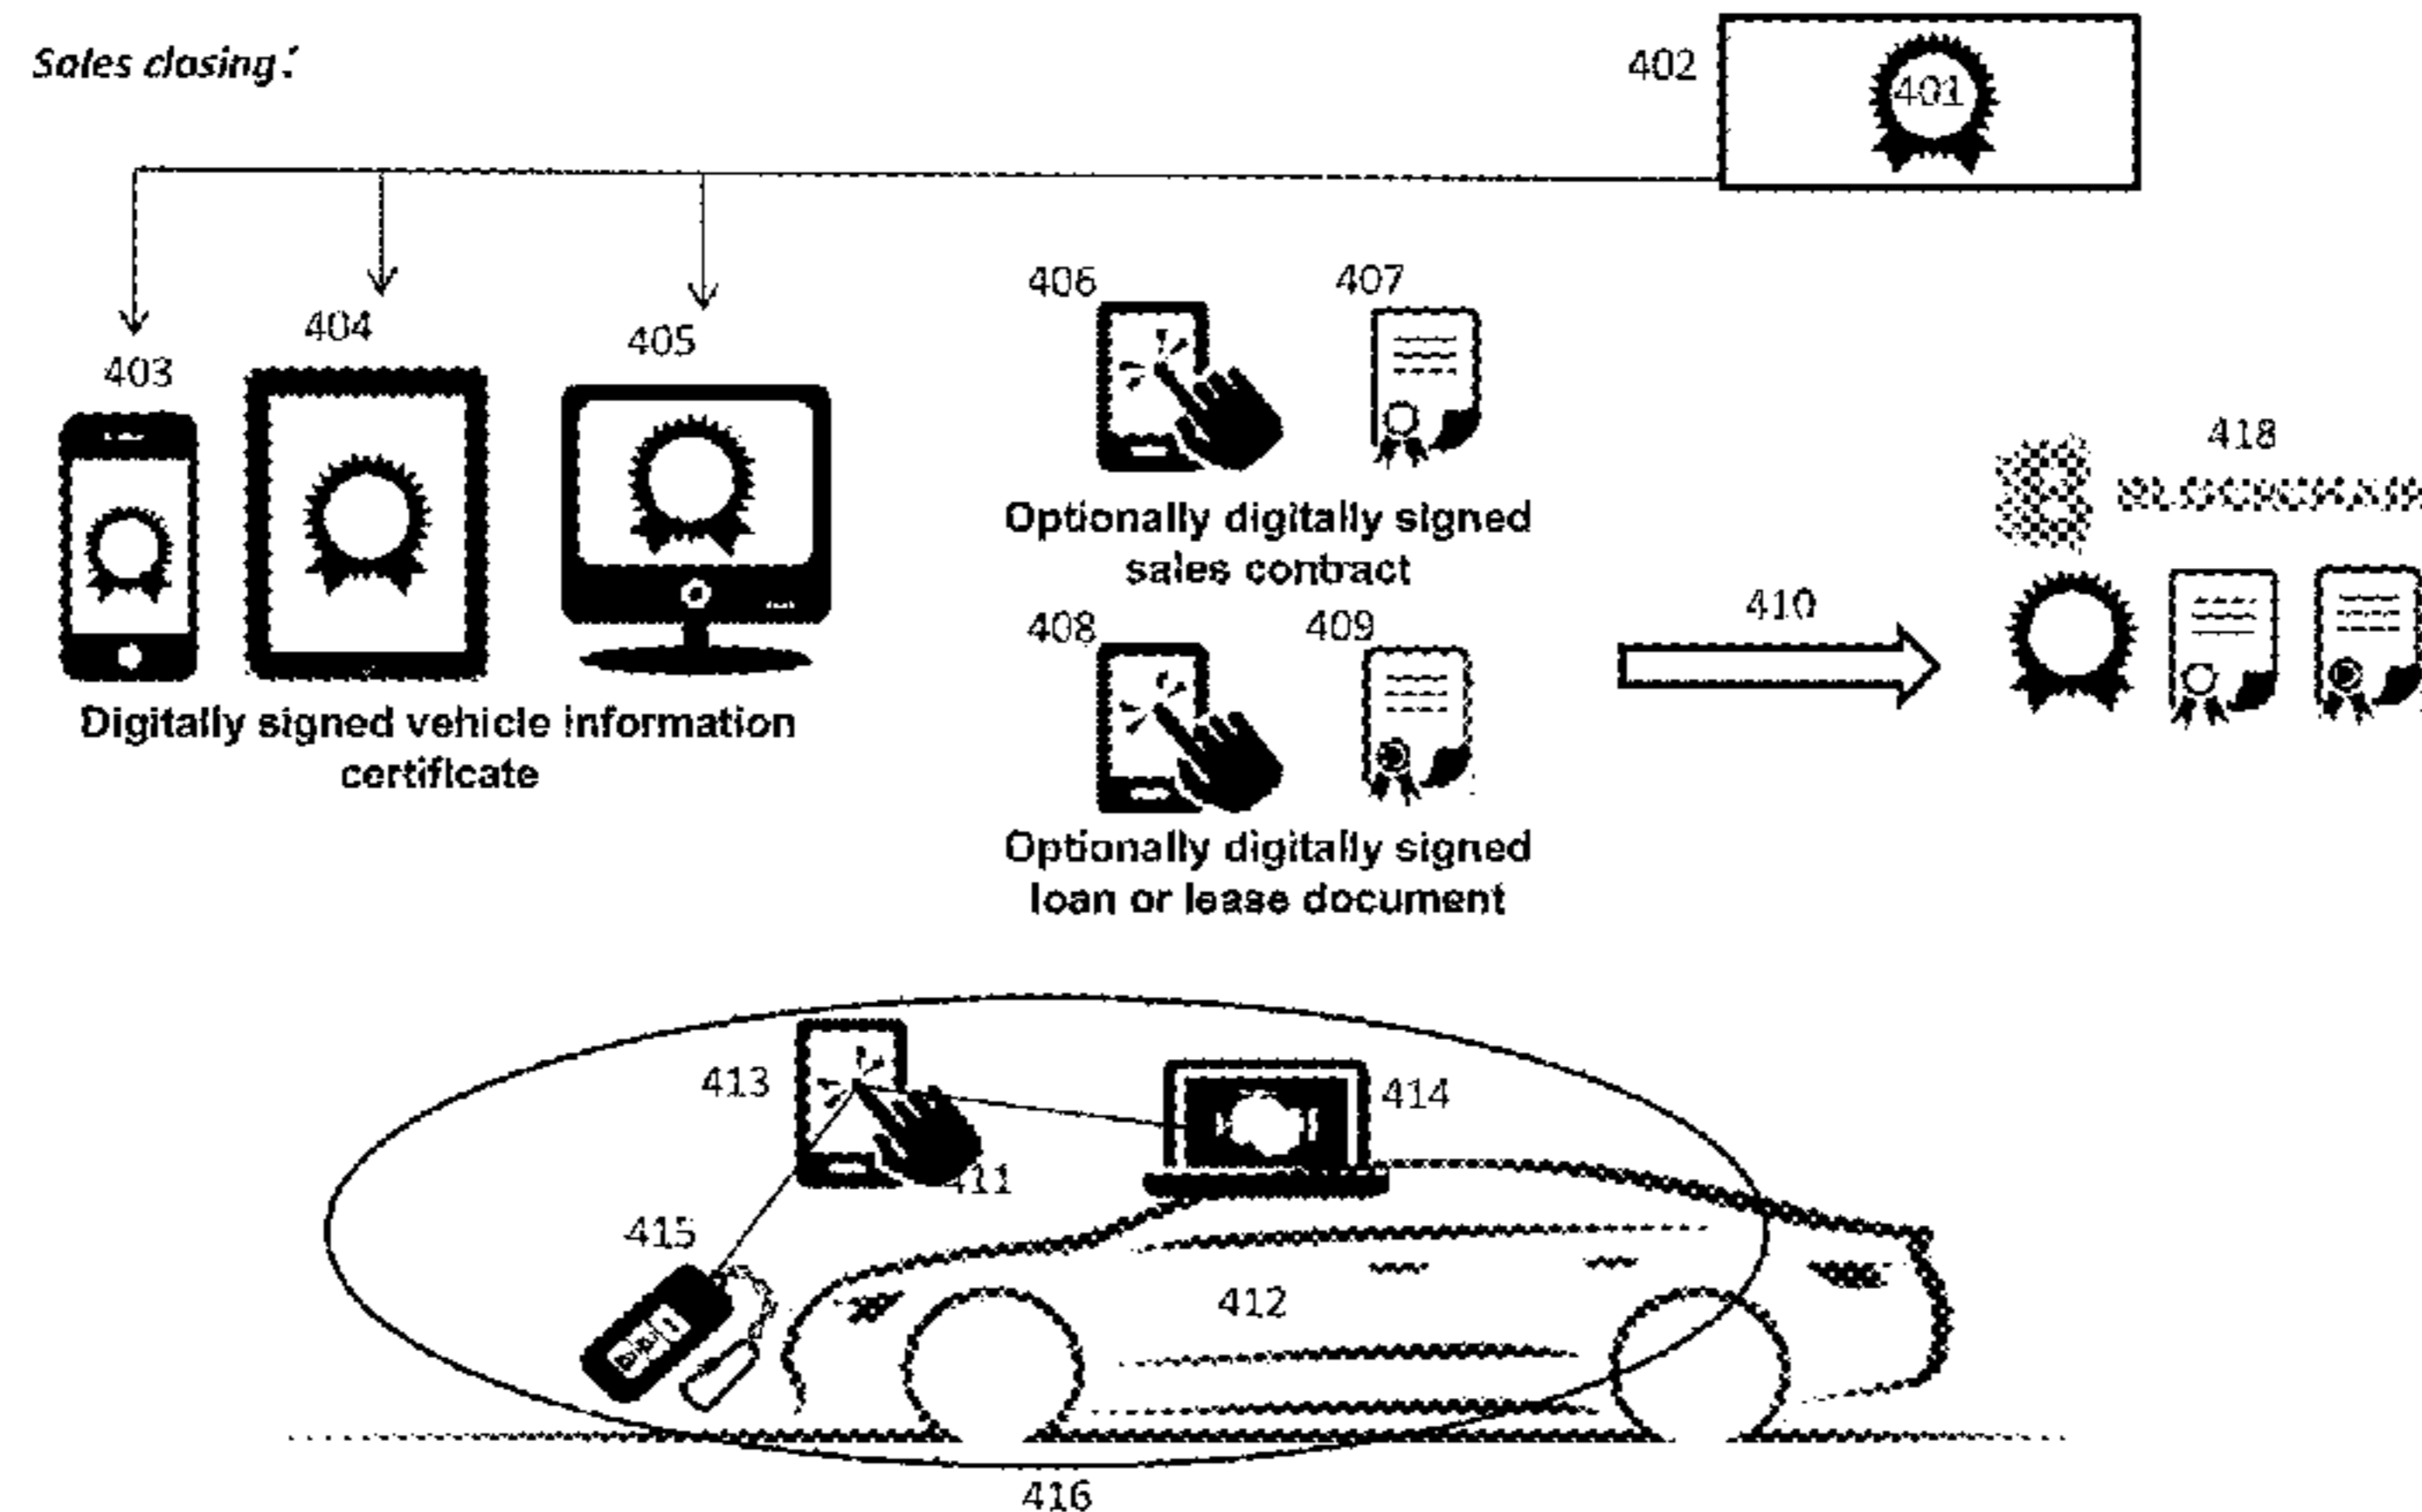 Sales closing:
402
401
403
404
405
Digitally signed vehicle information
certificate
406
407
Optionally digitally signed
sales contract
408
409
Optionally digitally signed
loan or lease document
410
418
BLOCKCHAIN
413
414
411
415
412
416